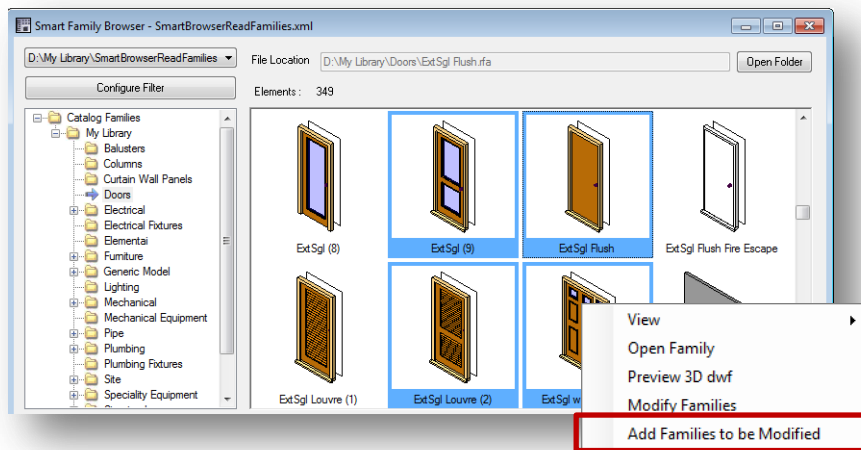 Smart Family Browser - SmartBrowserReadFamilies.xml
D:\My Library\SmartBrowserReadFamilies
File Location
D:\My Library\Doors\ExtSgl Flush.rfa
Open Folder
Configure Filter
Elements : 349
Catalog Families
My Library
Balusters
Columns
Curtain Wall Panels
Doors
Electrical
Electrical Fixtures
Elementai
Furniture
Generic Model
Lighting
Mechanical
Mechanical Equipment
Pipe
Plumbing
Plumbing Fixtures
Site
Speciality Equipment
ExtSgl (8)
ExtSgl (9)
ExtSgl Flush
ExtSgl Flush Fire Escape
ExtSgl Louvre (1)
ExtSgl Louvre (2)
ExtSgl w
View
Open Family
Preview 3D dwf
Modify Families
Add Families to be Modified